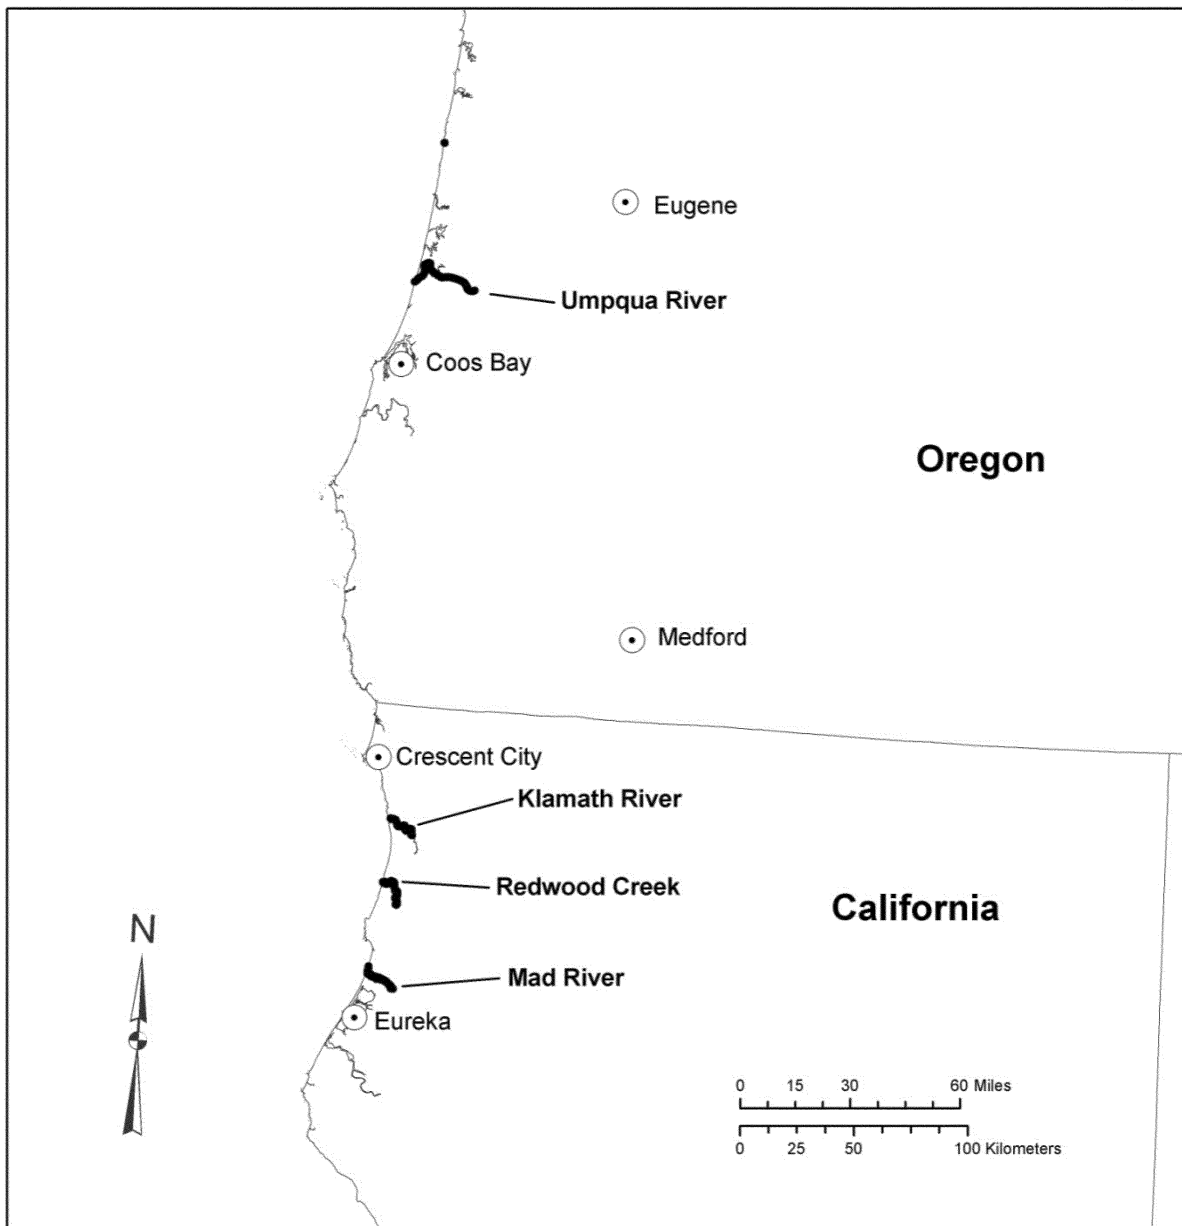 Eugene
Umpqua River
Coos Bay
Oregon
Medford
Crescent City
Klamath River
Redwood Creek
California
N
Mad River
Eureka
0 15 30 60 Miles
0 25 50 100 Kilometers